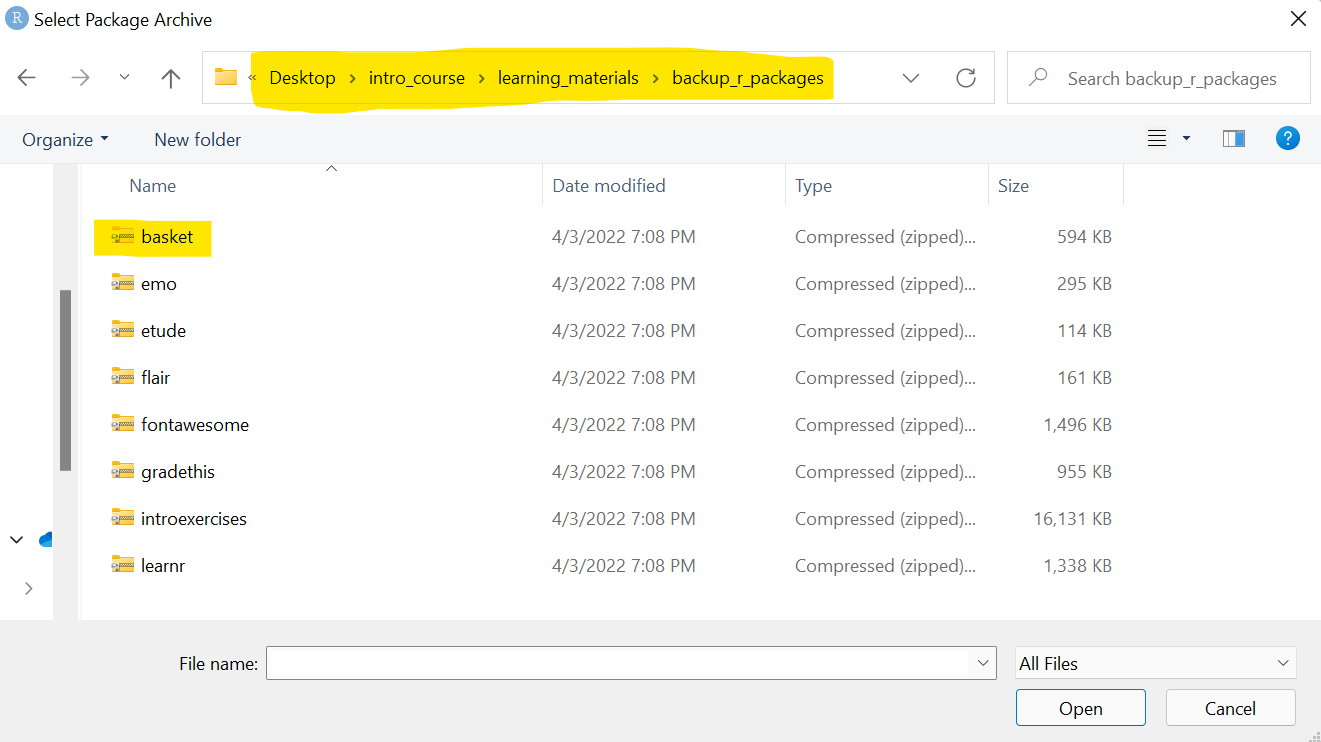 R Select Package Archive
« Desktop > intro_course > learning_materials > backup_r_packages Search backup_r_packages
Organize New folder ?
Name Date modified Type Size
basket 4/3/2022 7:08 PM Compressed (zipped)... 594 KB
emo 4/3/2022 7:08 PM Compressed (zipped)... 295 KB
etude 4/3/2022 7:08 PM Compressed (zipped)... 114 KB
flair 4/3/2022 7:08 PM Compressed (zipped)... 161 KB
fontawesome 4/3/2022 7:08 PM Compressed (zipped)... 1,496 KB
gradethis 4/3/2022 7:08 PM Compressed (zipped)... 955 KB
introexercises 4/3/2022 7:08 PM Compressed (zipped)... 16,131 KB
learnr 4/3/2022 7:08 PM Compressed (zipped)... 1,338 KB
File name: All Files
Open Cancel